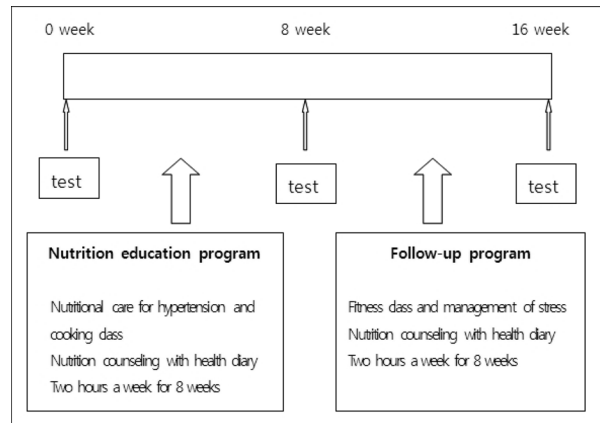 0 week 8 week 16 week
test test test
Nutrition education program
Nutritional care for hypertension and
cooking class
Nutrition counseling with health diary
Two hours a week for 8 weeks
Follow-up program
Fitness class and management of stress
Nutrition counseling with health diary
Two hours a week for 8 weeks